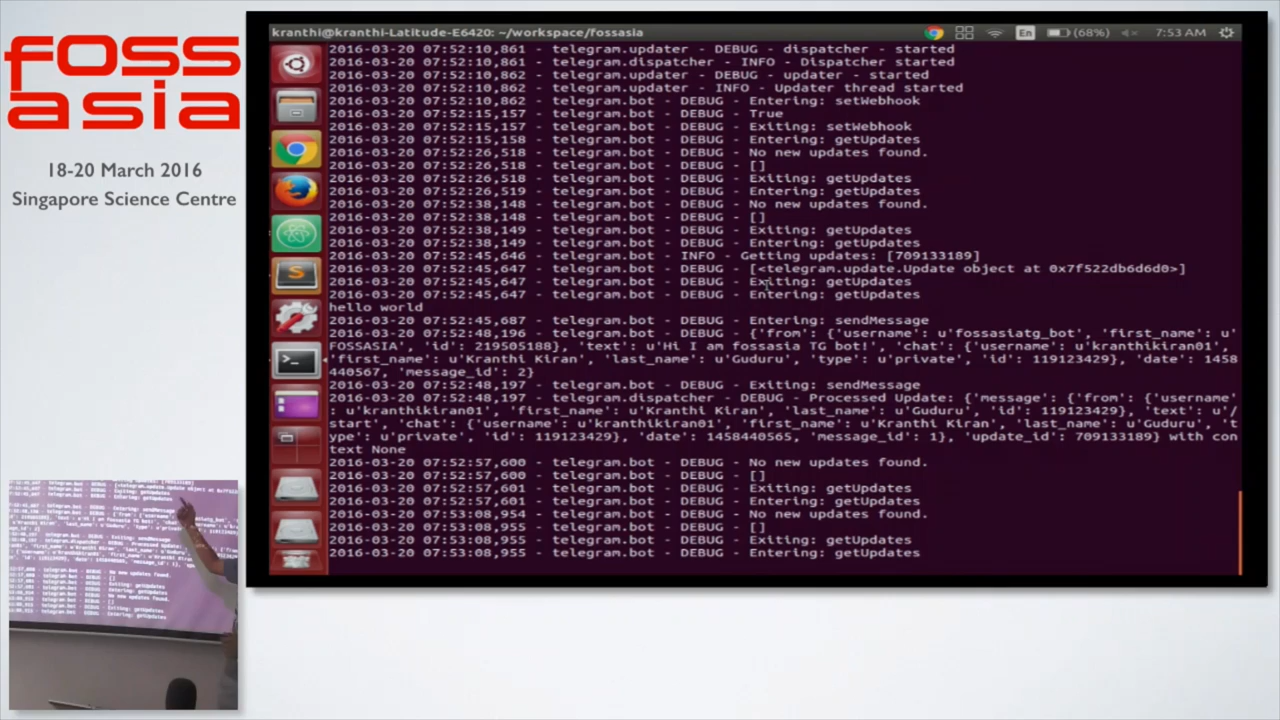 foss
asia
18-20 March 2016
Singapore Science Centre
kranthi@kranthi-Latitude-E6420: ~/workspace/fossasia
En
(68%)
7:53 AM
2016-03-20 07:52:10,861 - telegram.updater - DEBUG - dispatcher - started
2016-03-20 07:52:10,862 - telegram.dispatcher - INFO - Dispatcher started
2016-03-20 07:52:10,862 - telegram.updater - DEBUG - updater - started
2016-03-20 07:52:10,862 - telegram.updater - INFO - Updater thread started
2016-03-20 07:52:10,862 - telegram.bot - DEBUG - Entering: setWebhook
2016-03-20 07:52:15,157 - telegram.bot - DEBUG - True
2016-03-20 07:52:15,157 - telegram.bot - DEBUG - Exiting: setWebhook
2016-03-20 07:52:15,158 - telegram.bot - DEBUG - Entering: getUpdates
2016-03-20 07:52:26,518 - telegram.bot - DEBUG - No new updates found.
2016-03-20 07:52:26,518 - telegram.bot - DEBUG - []
2016-03-20 07:52:26,518 - telegram.bot - DEBUG - Exiting: getUpdates
2016-03-20 07:52:26,519 - telegram.bot - DEBUG - Entering: getUpdates
2016-03-20 07:52:38,148 - telegram.bot - DEBUG - No new updates found.
2016-03-20 07:52:38,148 - telegram.bot - DEBUG - []
2016-03-20 07:52:38,149 - telegram.bot - DEBUG - Exiting: getUpdates
2016-03-20 07:52:38,149 - telegram.bot - DEBUG - Entering: getUpdates
2016-03-20 07:52:45,646 - telegram.bot - INFO - Getting updates: [709133189]
2016-03-20 07:52:45,647 - telegram.bot - DEBUG - [<telegram.update.Update object at 0x7f522db6d6d0>]
2016-03-20 07:52:45,647 - telegram.bot - DEBUG - Exiting: getUpdates
2016-03-20 07:52:45,647 - telegram.bot - DEBUG - Entering: getUpdates
hello world
2016-03-20 07:52:45,687 - telegram.bot - DEBUG - Entering: sendMessage
2016-03-20 07:52:48,196 - telegram.bot - DEBUG - {'from': {'username': u'fossasiatg_bot', 'first_name': u'
FOSSASIA', 'id': 219505188}, 'text': u'Hi I am fossasia TG bot!', 'chat': {'username': u'kranthikiran01',
'first_name': u'Kranthi Kiran', 'last_name': u'Guduru', 'type': u'private', 'id': 119123429}, 'date': 1458
440567, 'message_id': 2}
2016-03-20 07:52:48,197 - telegram.bot - DEBUG - Exiting: sendMessage
2016-03-20 07:52:48,197 - telegram.dispatcher - DEBUG - Processed Update: {'message': {'from': {'username'
: u'kranthikiran01', 'first_name': u'Kranthi Kiran', 'last_name': u'Guduru', 'id': 119123429}, 'text': u'/
start', 'chat': {'username': u'kranthikiran01', 'first_name': u'Kranthi Kiran', 'last_name': u'Guduru', 't
ype': u'private', 'id': 119123429}, 'date': 1458440565, 'message_id': 1}, 'update_id': 709133189} with con
text None
2016-03-20 07:52:57,600 - telegram.bot - DEBUG - No new updates found.
2016-03-20 07:52:57,600 - telegram.bot - DEBUG - []
2016-03-20 07:52:57,601 - telegram.bot - DEBUG - Exiting: getUpdates
2016-03-20 07:52:57,601 - telegram.bot - DEBUG - Entering: getUpdates
2016-03-20 07:53:08,954 - telegram.bot - DEBUG - No new updates found.
2016-03-20 07:53:08,955 - telegram.bot - DEBUG - []
2016-03-20 07:53:08,955 - telegram.bot - DEBUG - Exiting: getUpdates
2016-03-20 07:53:08,955 - telegram.bot - DEBUG - Entering: getUpdates